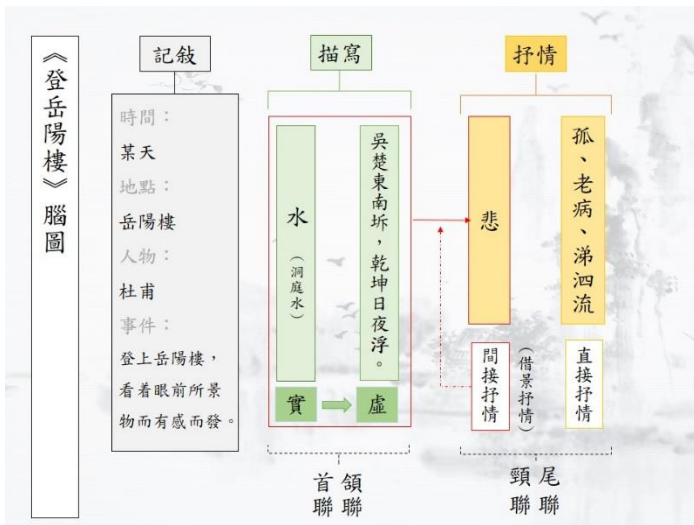 《登岳陽樓》腦圖
記敍
時間：
某天
地點：
岳陽樓
人物：
杜甫
事件：
登上岳陽樓，
看着眼前所景
物而有感而發。
描寫
水（洞庭水）
吳楚東南坼，乾坤日夜浮。
實
虛
首聯
頷聯
抒情
悲
孤、老病、涕泗流
間接抒情
（借景抒情）
直接抒情
頸聯
尾聯